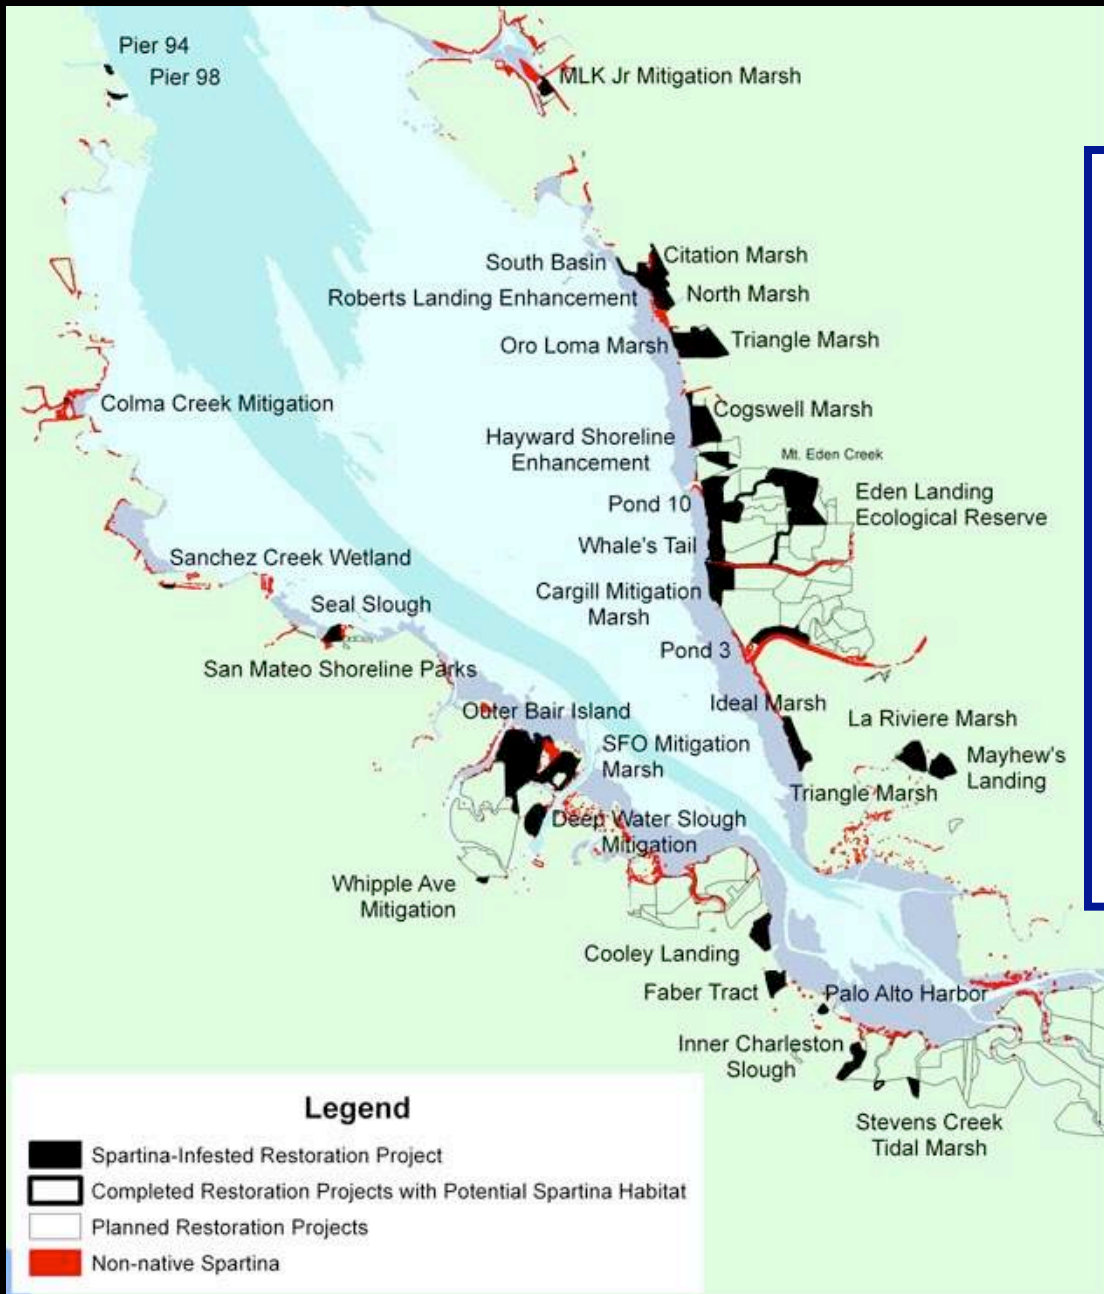 Pier 94
Pier 98
MLK Jr Mitigation Marsh
South Basin
Citation Marsh
Roberts Landing Enhancement
North Marsh
Oro Loma Marsh
Triangle Marsh
Colma Creek Mitigation
Cogswell Marsh
Hayward Shoreline
Enhancement
Mt. Eden Creek
Pond 10
Eden Landing
Ecological Reserve
Whale's Tail
Sanchez Creek Wetland
Cargill Mitigation
Marsh
Seal Slough
Pond 3
San Mateo Shoreline Parks
Ideal Marsh
Outer Bair Island
La Riviere Marsh
SFO Mitigation
Marsh
Mayhew's
Landing
Triangle Marsh
Deep Water Slough
Mitigation
Whipple Ave
Mitigation
Cooley Landing
Faber Tract
Palo Alto Harbor
Inner Charleston
Slough
Stevens Creek
Tidal Marsh
Legend
Spartina-Infested Restoration Project
Completed Restoration Projects with Potential Spartina Habitat
Planned Restoration Projects
Non-native Spartina